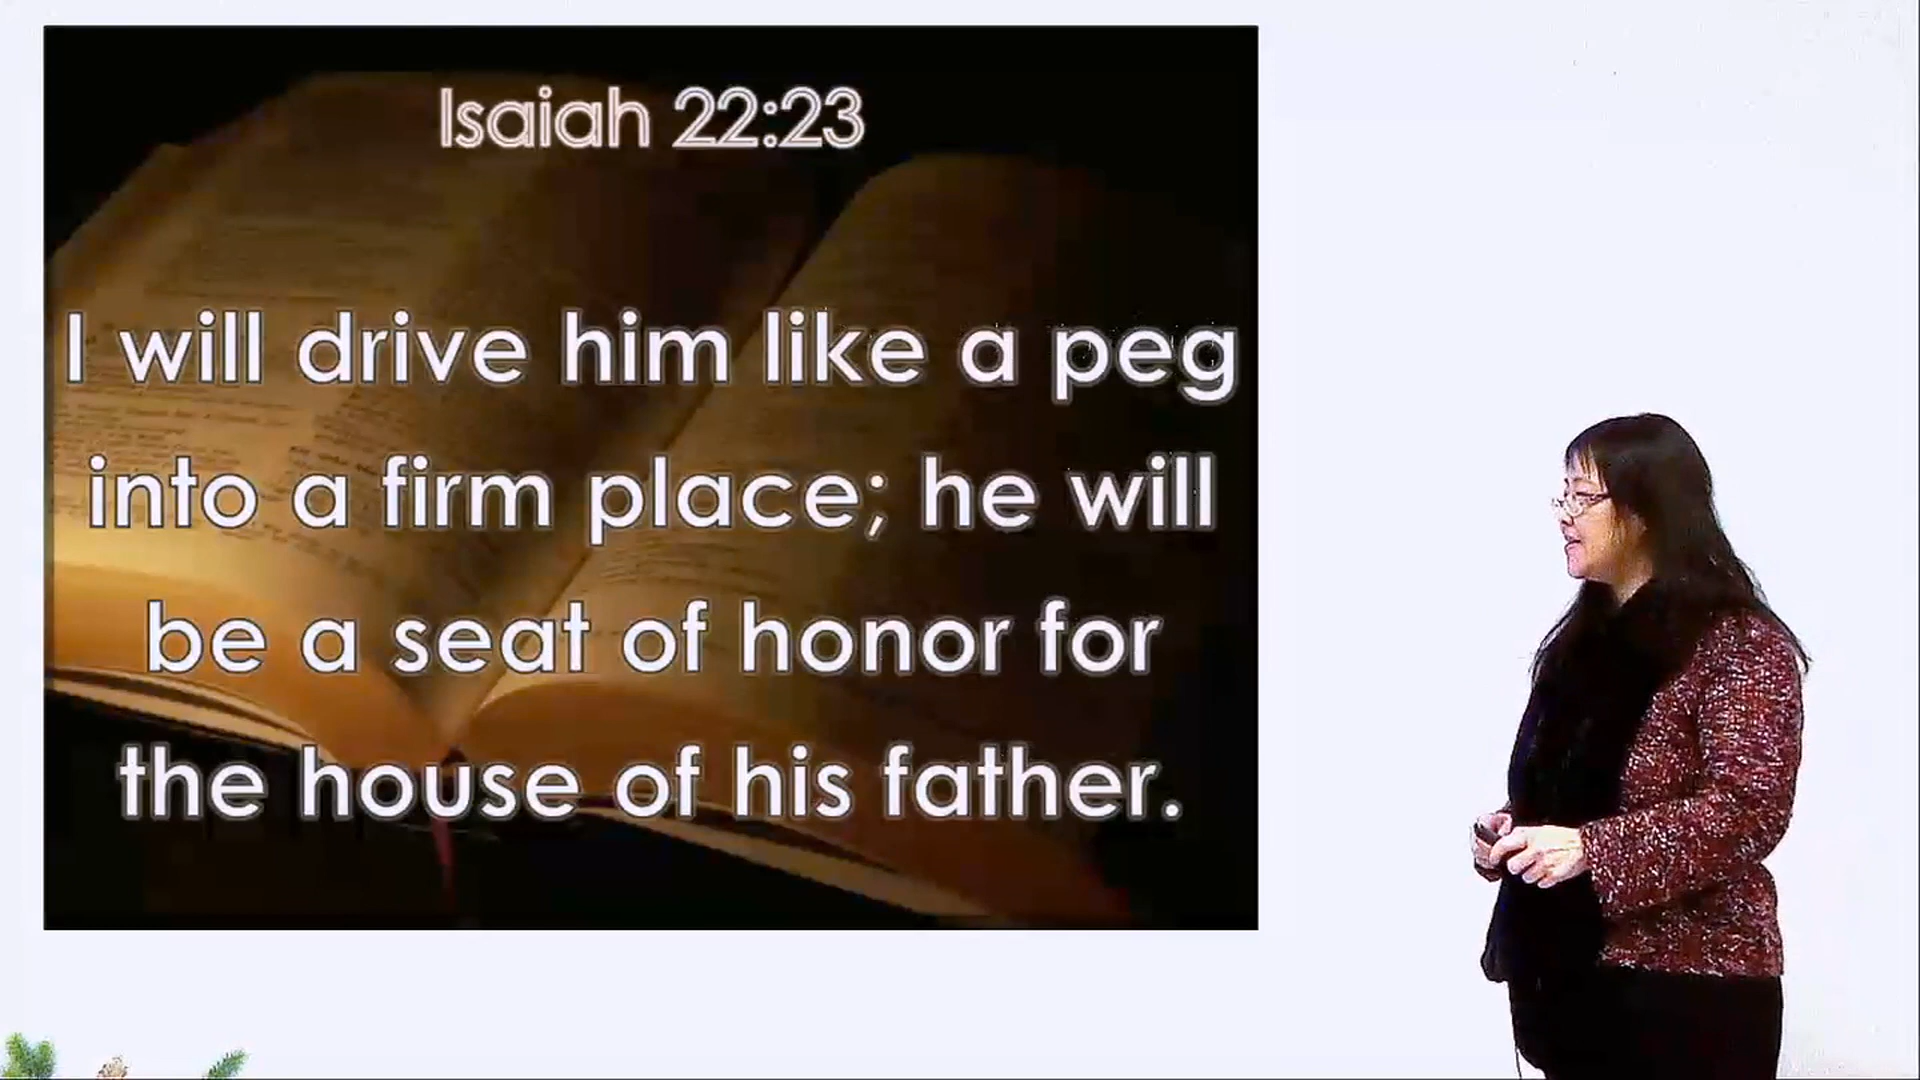 Isaiah 22:23
I will drive him like a peg
into a firm place; he will
be a seat of honor for
the house of his father.